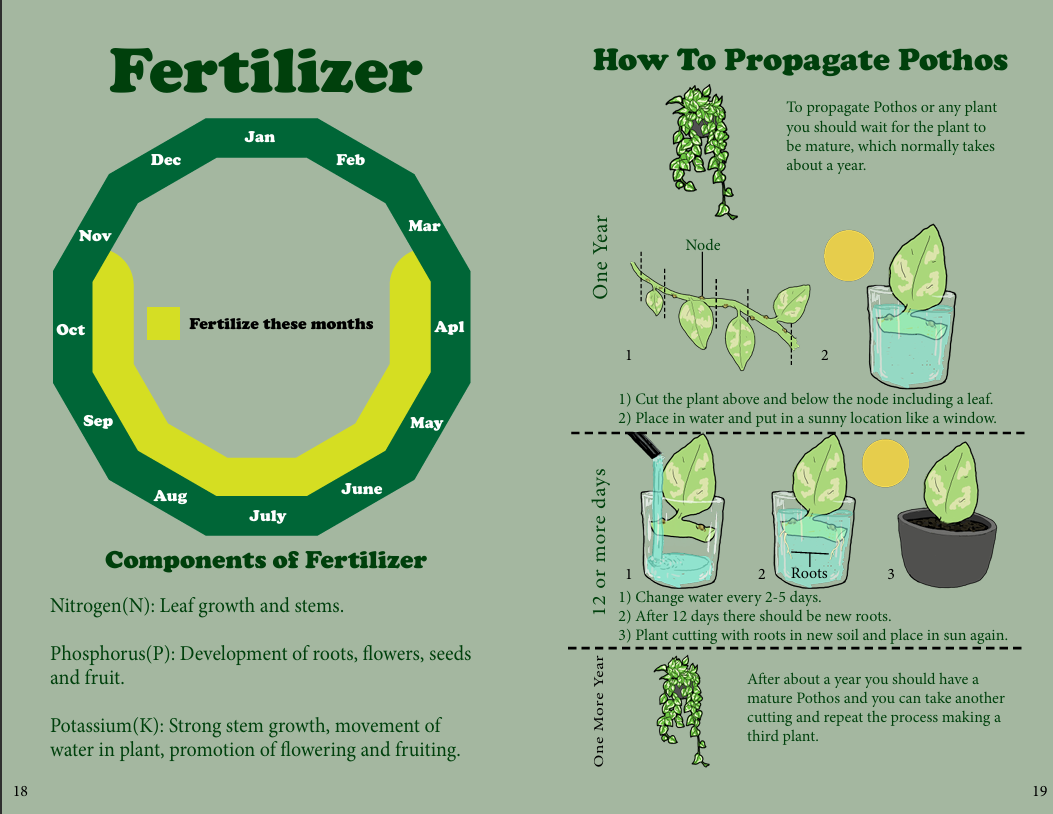 Fertilizer
Jan
Feb
Mar
Apl
May
June
July
Aug
Sep
Oct
Nov
Dec
Fertilize these months
Components of Fertilizer
Nitrogen(N): Leaf growth and stems.
Phosphorus(P): Development of roots, flowers, seeds
and fruit.
Potassium(K): Strong stem growth, movement of
water in plant, promotion of flowering and fruiting.
18
How To Propagate Pothos
To propagate Pothos or any plant
you should wait for the plant to
be mature, which normally takes
about a year.
One Year
Node
1
2
1) Cut the plant above and below the node including a leaf.
2) Place in water and put in a sunny location like a window.
12 or more days
1
2
Roots
3
1) Change water every 2-5 days.
2) After 12 days there should be new roots.
3) Plant cutting with roots in new soil and place in sun again.
One More Year
After about a year you should have a
mature Pothos and you can take another
cutting and repeat the process making a
third plant.
19